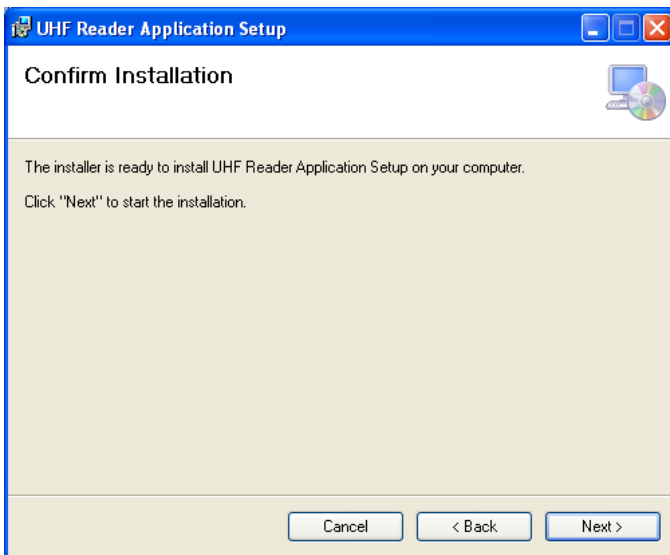 UHF Reader Application Setup
Confirm Installation
The installer is ready to install UHF Reader Application Setup on your computer.
Click "Next" to start the installation.
Cancel
< Back
Next >